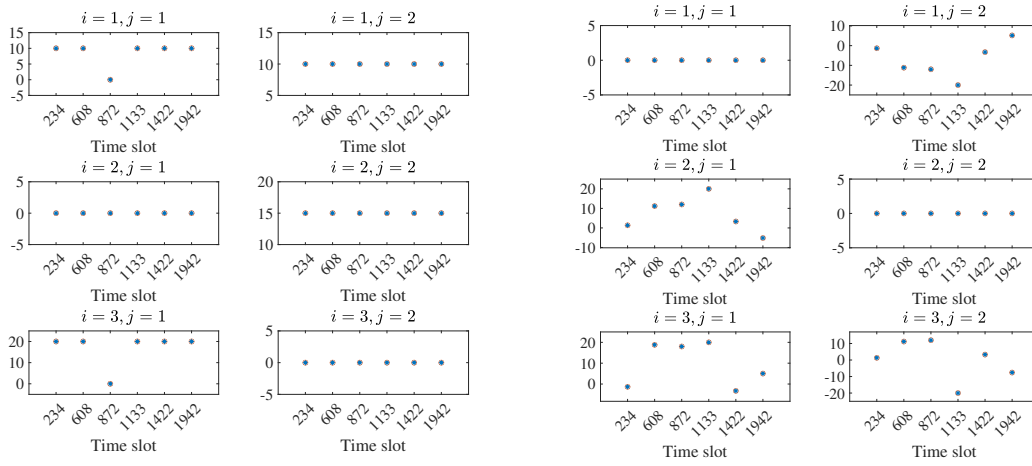 i = 1, j = 1
15
10
5
0
-5
234 608 872 1133 1422 1942
Time slot
i = 1, j = 2
15
10
5
234 608 872 1133 1422 1942
Time slot
i = 2, j = 1
5
0
-5
234 608 872 1133 1422 1942
Time slot
i = 2, j = 2
20
15
10
234 608 872 1133 1422 1942
Time slot
i = 3, j = 1
20
10
0
234 608 872 1133 1422 1942
Time slot
i = 3, j = 2
5
0
-5
234 608 872 1133 1422 1942
Time slot
i = 1, j = 1
5
0
-5
234 608 872 1133 1422 1942
Time slot
i = 1, j = 2
10
0
-10
-20
234 608 872 1133 1422 1942
Time slot
i = 2, j = 1
20
10
0
-10
234 608 872 1133 1422 1942
Time slot
i = 2, j = 2
5
0
-5
234 608 872 1133 1422 1942
Time slot
i = 3, j = 1
20
10
0
234 608 872 1133 1422 1942
Time slot
i = 3, j = 2
10
0
-10
-20
234 608 872 1133 1422 1942
Time slot